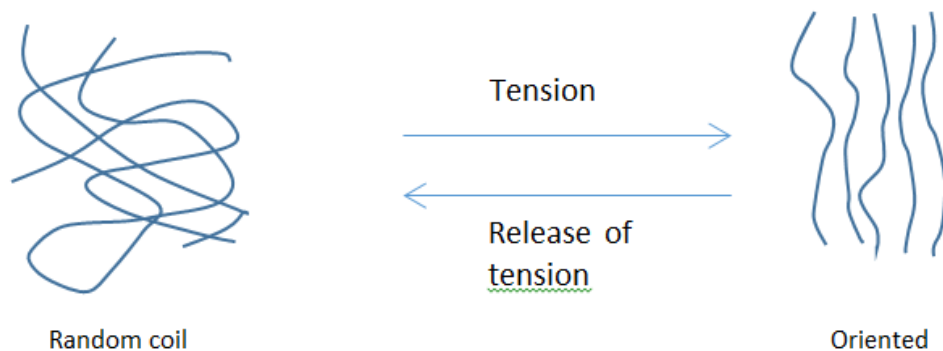 Tension
Release of
tension
Random coil
Oriented